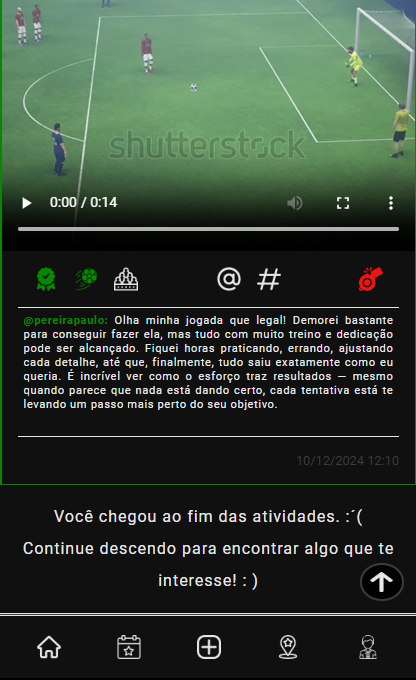 shutterstock
0:00 / 0:14
@ #
@pereirapaulo: Olha minha jogada que legal! Demorei bastante
para conseguir fazer ela, mas tudo com muito treino e dedicação
pode ser alcançado. Fiquei horas praticando, errando, ajustando
cada detalhe, até que, finalmente, tudo saiu exatamente como eu
queria. É incrível ver como o esforço traz resultados — mesmo
quando parece que nada está dando certo, cada tentativa está te
levando um passo mais perto do seu objetivo.
10/12/2024 12:10
Você chegou ao fim das atividades. :´(
Continue descendo para encontrar algo que te
interesse! : )